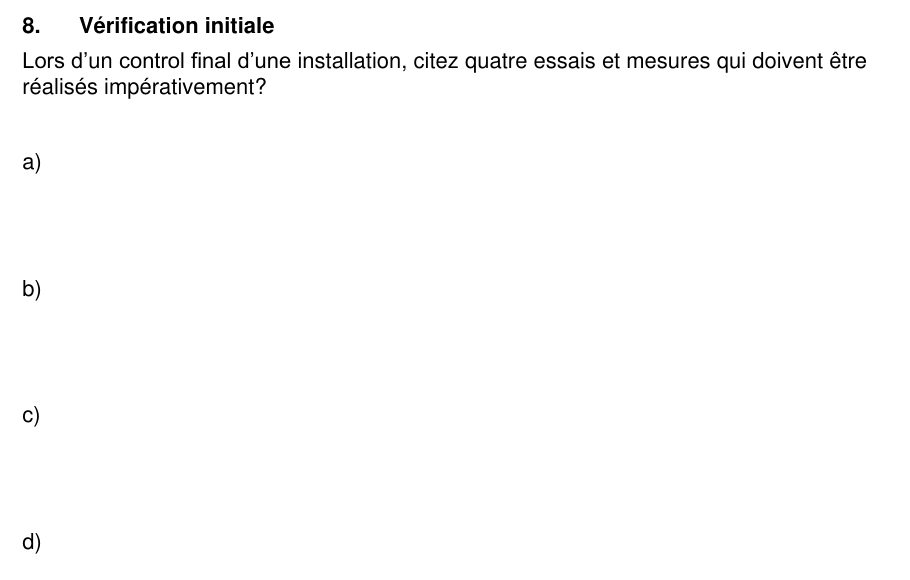 8. Vérification initiale
Lors d'un control final d'une installation, citez quatre essais et mesures qui doivent être
réalisés impérativement?
a)
b)
c)
d)